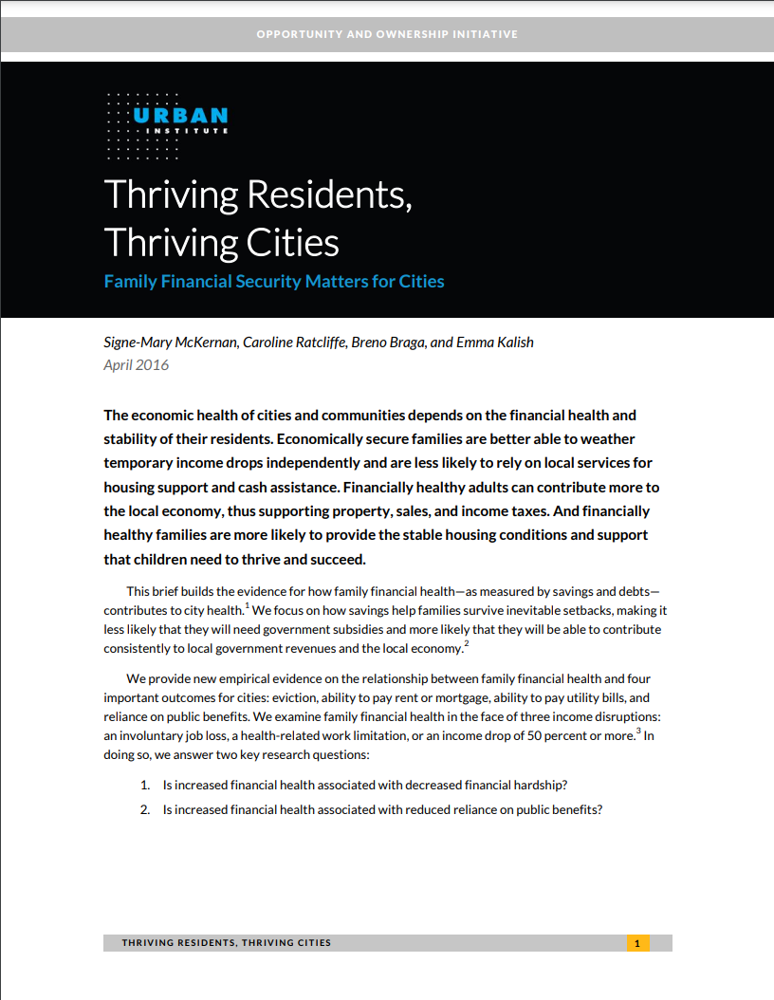 OPPORTUNITY AND OWNERSHIP INITIATIVE
URBAN
INSTITUTE
Thriving Residents,
Thriving Cities
Family Financial Security Matters for Cities
Signe-Mary McKernan, Caroline Ratcliffe, Breno Braga, and Emma Kalish
April 2016
The economic health of cities and communities depends on the financial health and
stability of their residents. Economically secure families are better able to weather
temporary income drops independently and are less likely to rely on local services for
housing support and cash assistance. Financially healthy adults can contribute more to
the local economy, thus supporting property, sales, and income taxes. And financially
healthy families are more likely to provide the stable housing conditions and support
that children need to thrive and succeed.
This brief builds the evidence for how family financial health—as measured by savings and debts—
contributes to city health.1 We focus on how savings help families survive inevitable setbacks, making it
less likely that they will need government subsidies and more likely that they will be able to contribute
consistently to local government revenues and the local economy.2
We provide new empirical evidence on the relationship between family financial health and four
important outcomes for cities: eviction, ability to pay rent or mortgage, ability to pay utility bills, and
reliance on public benefits. We examine family financial health in the face of three income disruptions:
an involuntary job loss, a health-related work limitation, or an income drop of 50 percent or more.3 In
doing so, we answer two key research questions:
1. Is increased financial health associated with decreased financial hardship?
2. Is increased financial health associated with reduced reliance on public benefits?
THRIVING RESIDENTS, THRIVING CITIES 1